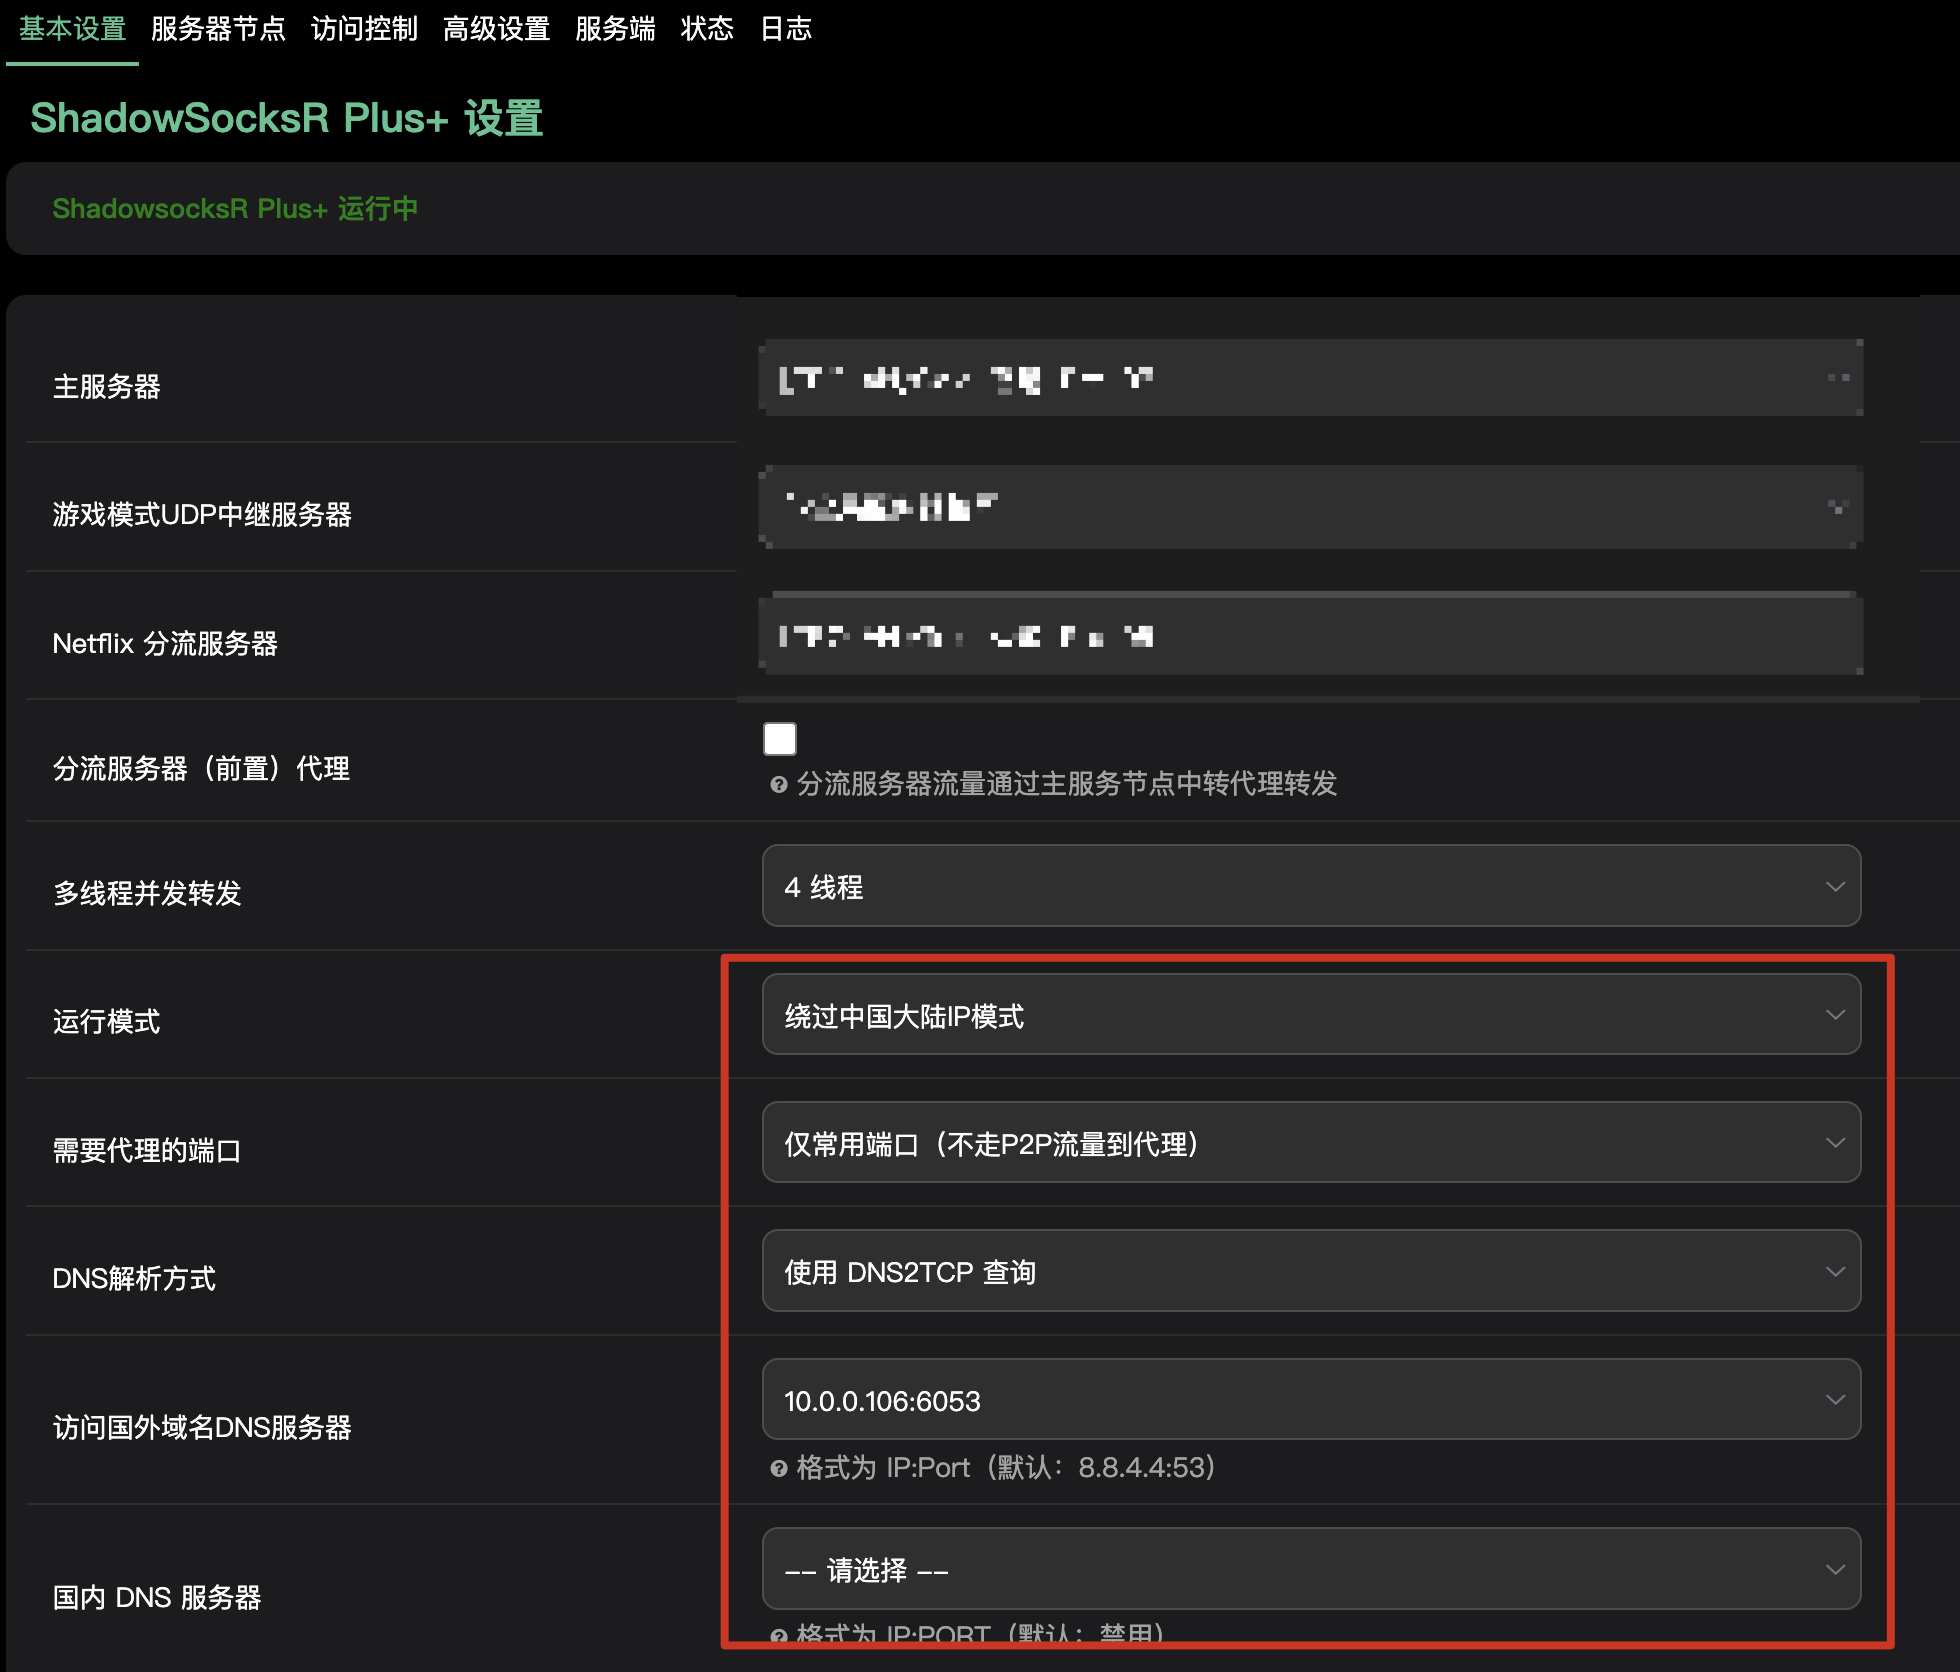 基本设置 服务器节点 访问控制 高级设置 服务端 状态 日志
ShadowSocksR Plus+ 设置
ShadowsocksR Plus+ 运行中
主服务器
游戏模式UDP中继服务器
Netflix 分流服务器
分流服务器（前置）代理
分流服务器流量通过主服务节点中转代理转发
多线程并发转发
4 线程
运行模式
绕过中国大陆IP模式
需要代理的端口
仅常用端口（不走P2P流量到代理）
DNS解析方式
使用 DNS2TCP 查询
访问国外域名DNS服务器
10.0.0.106:6053
格式为 IP:Port（默认：8.8.4.4:53）
国内 DNS 服务器
-- 请选择 --
格式为 IP:PORT（默认：禁用）